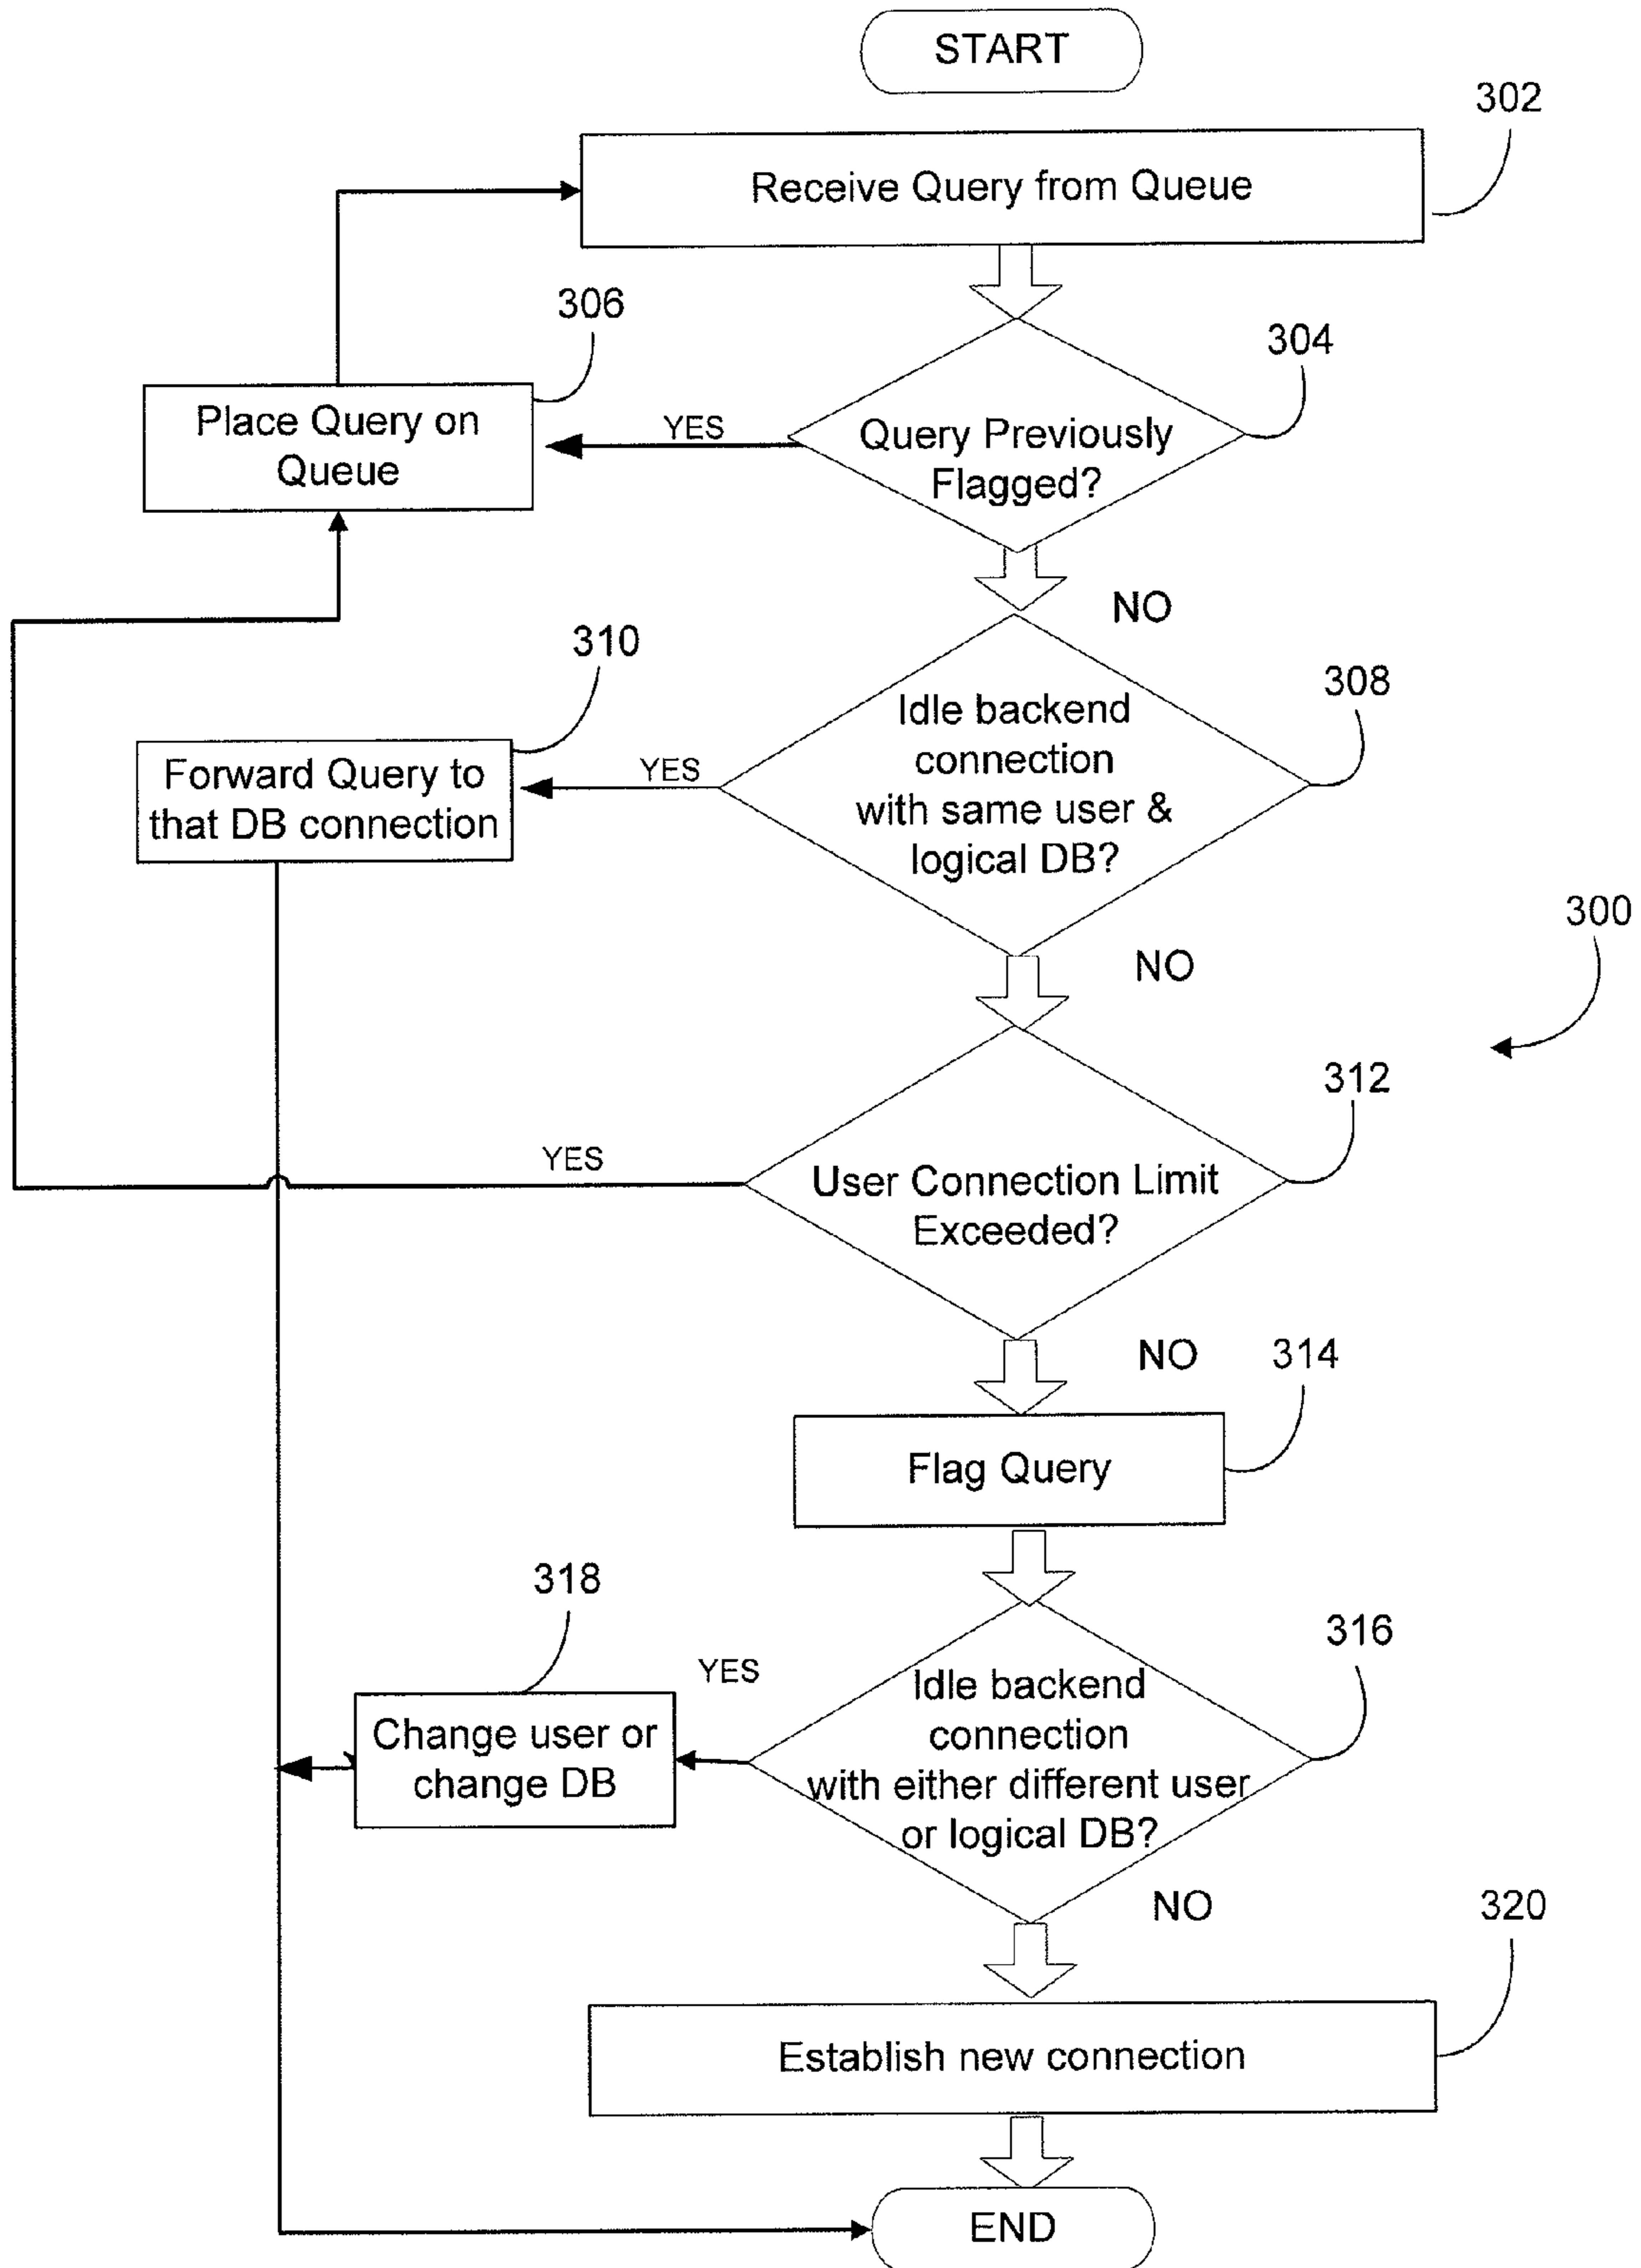 START
302
Receive Query from Queue
306
304
Place Query on
Queue
YES
Query Previously
Flagged?
NO
310
308
Idle backend
connection
with same user &
logical DB?
YES
Forward Query to
that DB connection
300
NO
312
YES
User Connection Limit
Exceeded?
NO
314
Flag Query
318
316
YES
Idle backend
connection
with either different user
or logical DB?
Change user or
change DB
NO
320
Establish new connection
END